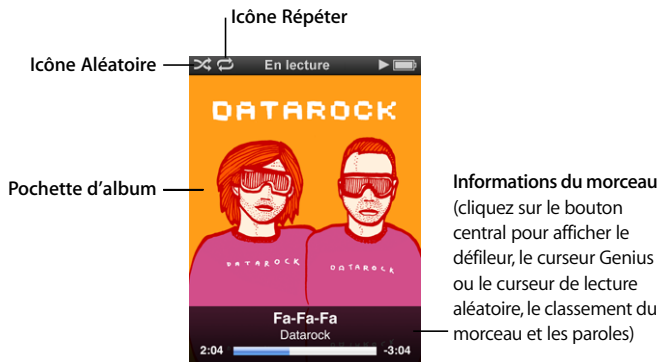 Icône Répéter
Icône Aléatoire
En lecture
DATAROCK
Pochette d'album
DATAROCK
DATAROCK
Informations du morceau
(cliquez sur le bouton
central pour afficher le
défileur, le curseur Genius
ou le curseur de lecture
aléatoire, le classement du
morceau et les paroles)
Fa-Fa-Fa
Datarock
2:04
-3:04